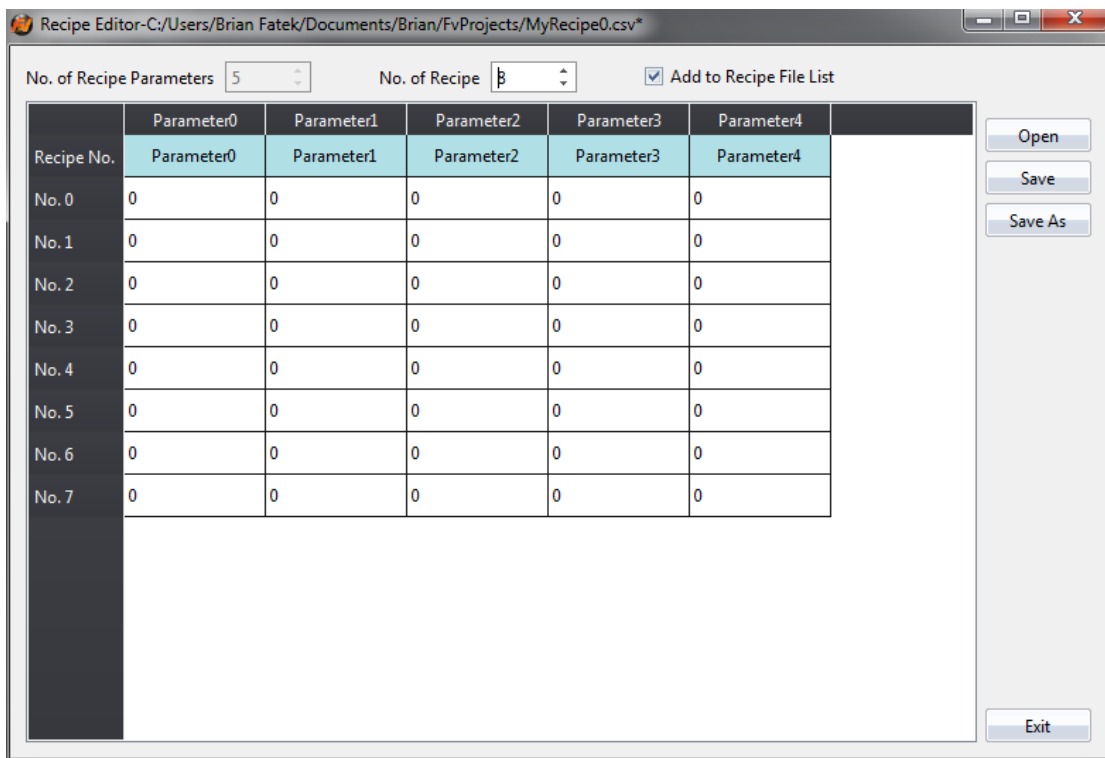 Recipe Editor-C:/Users/Brian Fatek/Documents/Brian/FvProjects/MyRecipe0.csv*
No. of Recipe Parameters 5 No. of Recipe 8 Add to Recipe File List
Parameter0 Parameter1 Parameter2 Parameter3 Parameter4
Recipe No. Parameter0 Parameter1 Parameter2 Parameter3 Parameter4
No. 0 0 0 0 0 0
No. 1 0 0 0 0 0
No. 2 0 0 0 0 0
No. 3 0 0 0 0 0
No. 4 0 0 0 0 0
No. 5 0 0 0 0 0
No. 6 0 0 0 0 0
No. 7 0 0 0 0 0
Open
Save
Save As
Exit